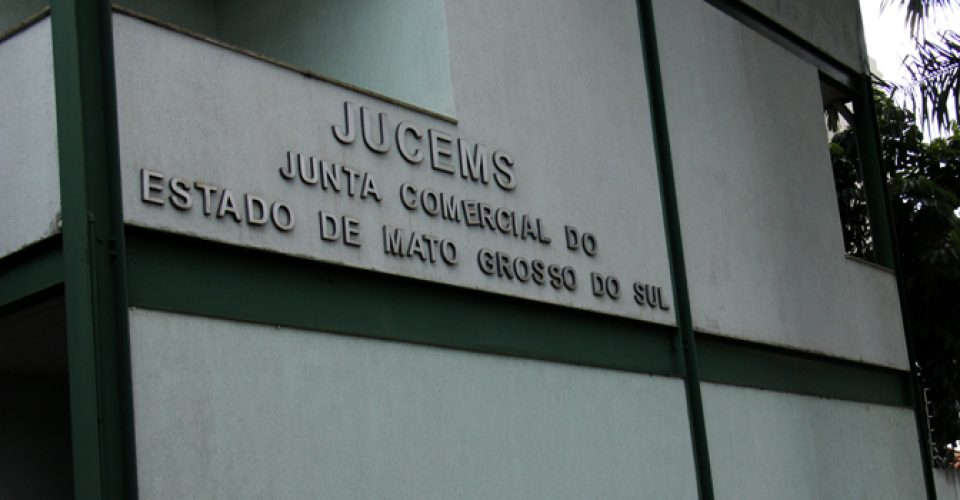 JUCEMS
JUNTA COMERCIAL DO
ESTADO DE MATO GROSSO DO SUL